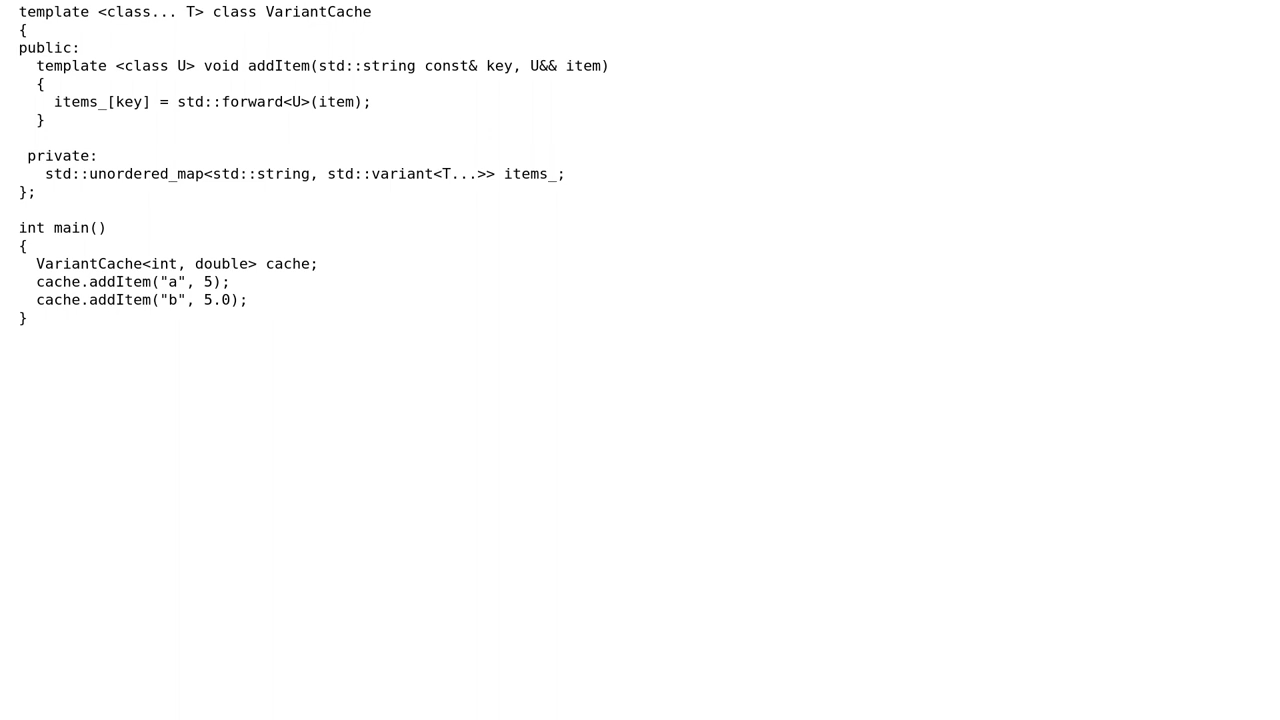 template <class... T> class VariantCache
{
public:
  template <class U> void addItem(std::string const& key, U&& item)
  {
    items_[key] = std::forward<U>(item);
  }

 private:
   std::unordered_map<std::string, std::variant<T...>> items_;
};

int main()
{
  VariantCache<int, double> cache;
  cache.addItem("a", 5);
  cache.addItem("b", 5.0);
}